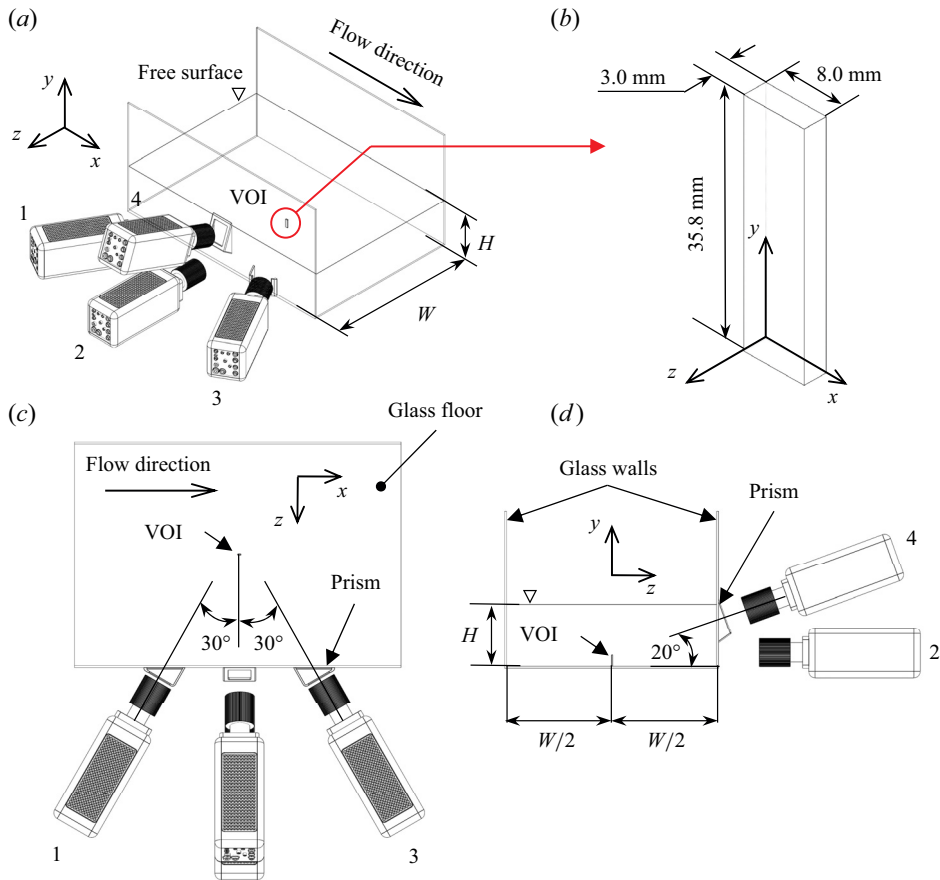 (a)
Flow direction
Free surface
y
z
x
VOI
1
4
2
3
H
W
(b)
3.0 mm
8.0 mm
35.8 mm
y
z
x
(c)
Glass floor
Flow direction
x
z
VOI
Prism
30° 30°
1
3
(d)
Glass walls
Prism
y
z
4
H
VOI
20°
2
W/2 W/2